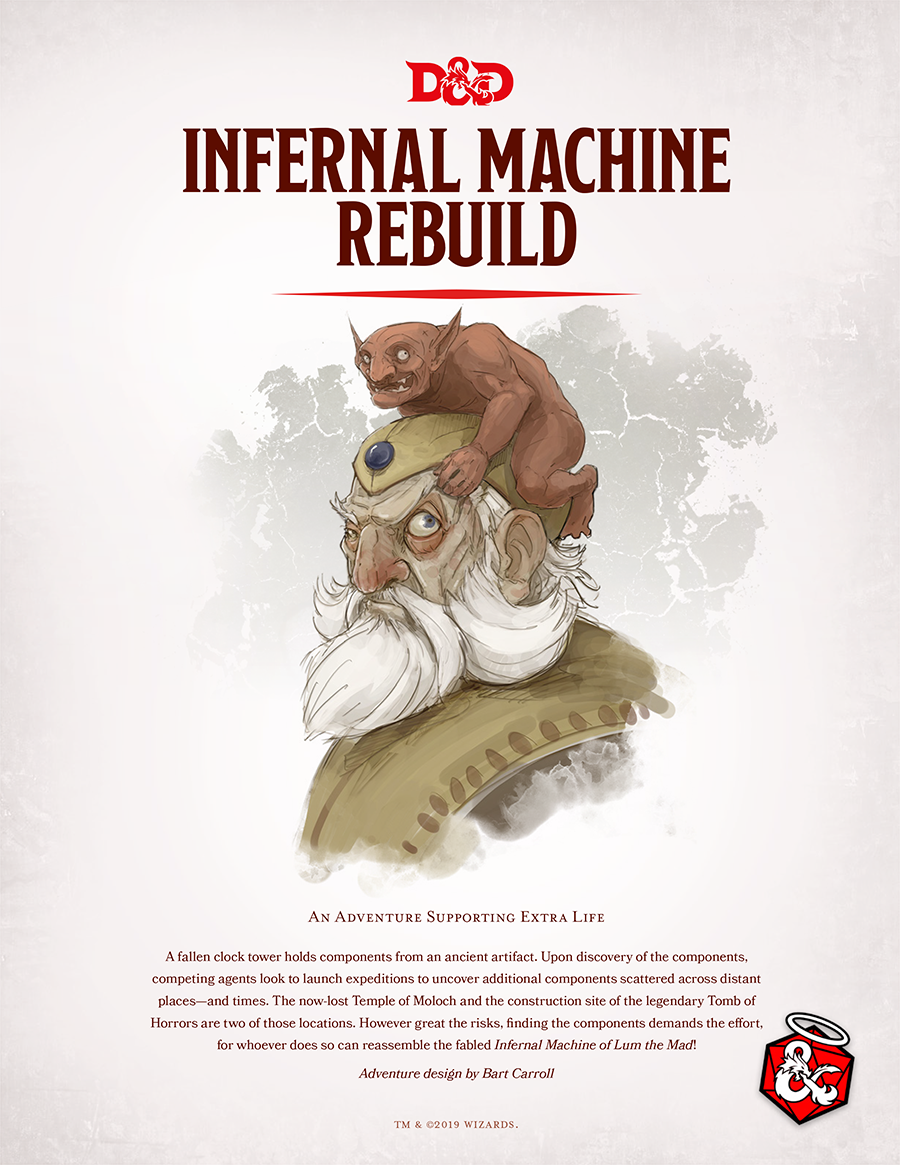 D&D
INFERNAL MACHINE
REBUILD
An Adventure Supporting Extra Life
A fallen clock tower holds components from an ancient artifact. Upon discovery of the components,
competing agents look to launch expeditions to uncover additional components scattered across distant
places—and times. The now-lost Temple of Moloch and the construction site of the legendary Tomb of
Horrors are two of those locations. However great the risks, finding the components demands the effort,
for whoever does so can reassemble the fabled Infernal Machine of Lum the Mad!
Adventure design by Bart Carroll
&
TM & ©2019 WIZARDS.